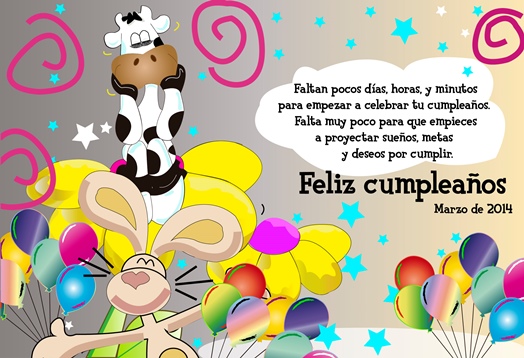 Faltan pocos días, horas, y minutos
para empezar a celebrar tu cumpleaños.
Falta muy poco para que empieces
a proyectar sueños, metas
y deseos por cumplir.
Feliz cumpleaños
Marzo de 2014